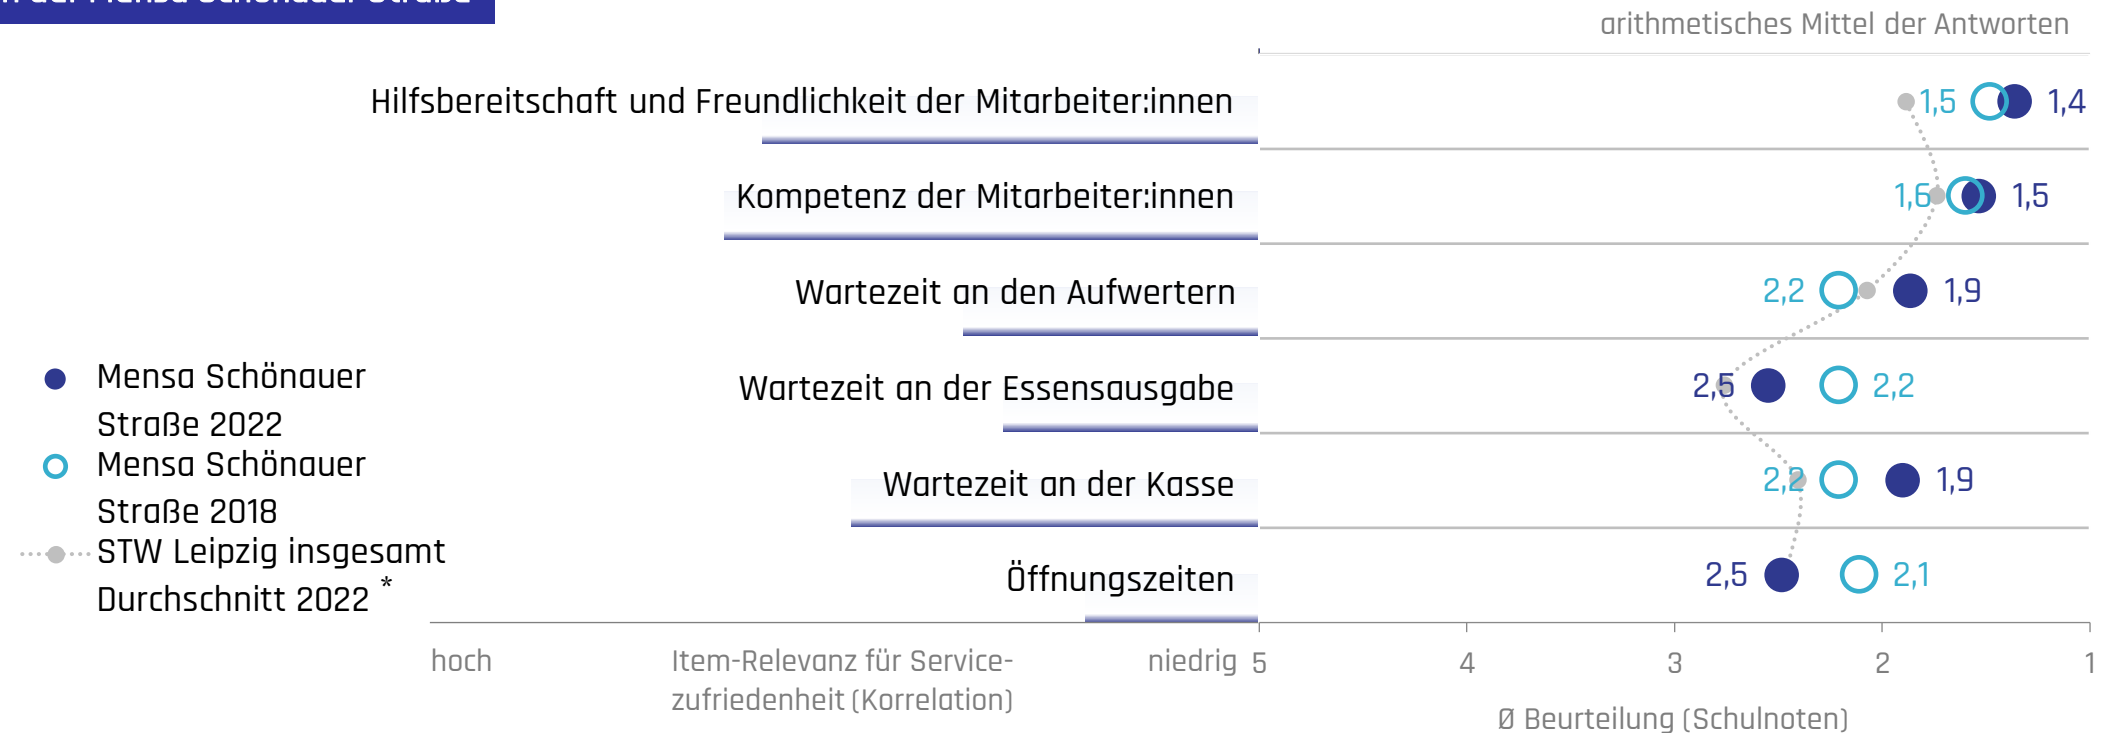 der Mensa Schönauer Straße
arithmetisches Mittel der Antworten
Hilfsbereitschaft und Freundlichkeit der Mitarbeiter:innen
1,5
1,4
Kompetenz der Mitarbeiter:innen
1,6
1,5
Wartezeit an den Aufwertern
2,2
1,9
Mensa Schönauer
Straße 2022
Wartezeit an der Essensausgabe
2,5
2,2
Mensa Schönauer
Straße 2018
Wartezeit an der Kasse
2,2
1,9
STW Leipzig insgesamt
Durchschnitt 2022 *
Öffnungszeiten
2,5
2,1
hoch
Item-Relevanz für Service-
zufriedenheit (Korrelation)
niedrig
5 4 3 2 1
Ø Beurteilung (Schulnoten)